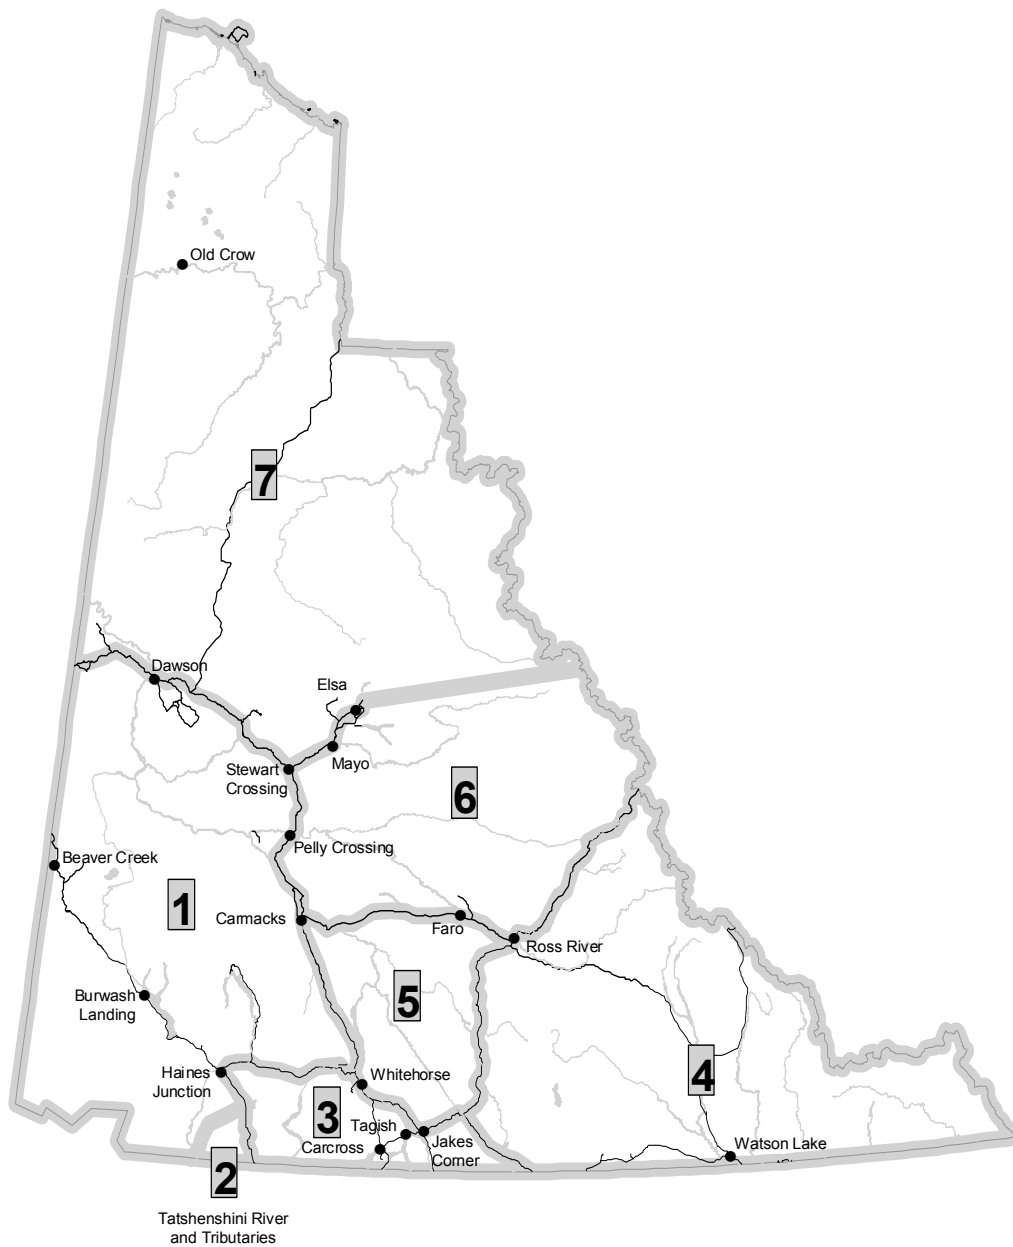 Old Crow
7
Dawson
Elsa
Stewart
Crossing
Mayo
6
Pelly Crossing
Beaver Creek
1
Carmacks
Faro
Ross River
5
Burwash
Landing
Haines
Junction
Whitehorse
4
3
Tagish
Carcross
Jakes
Corner
Watson Lake
2
Tatshenshini River
and Tributaries